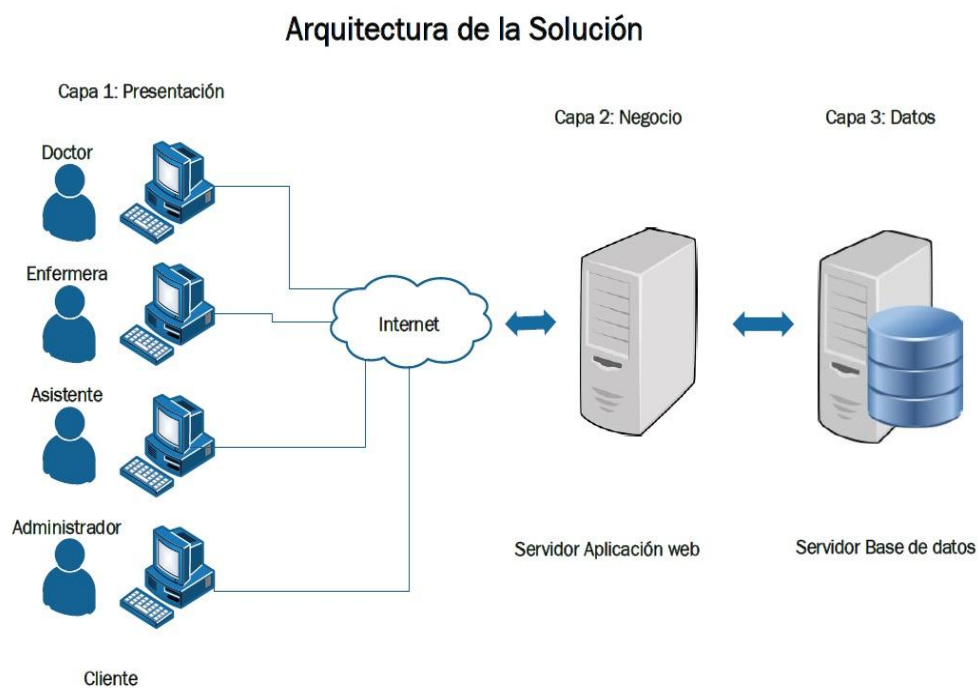 Arquitectura de la Solución
Capa 1: Presentación
Capa 2: Negocio
Capa 3: Datos
Doctor
Enfermera
Internet
Asistente
Administrador
Servidor Aplicación web
Servidor Base de datos
Cliente